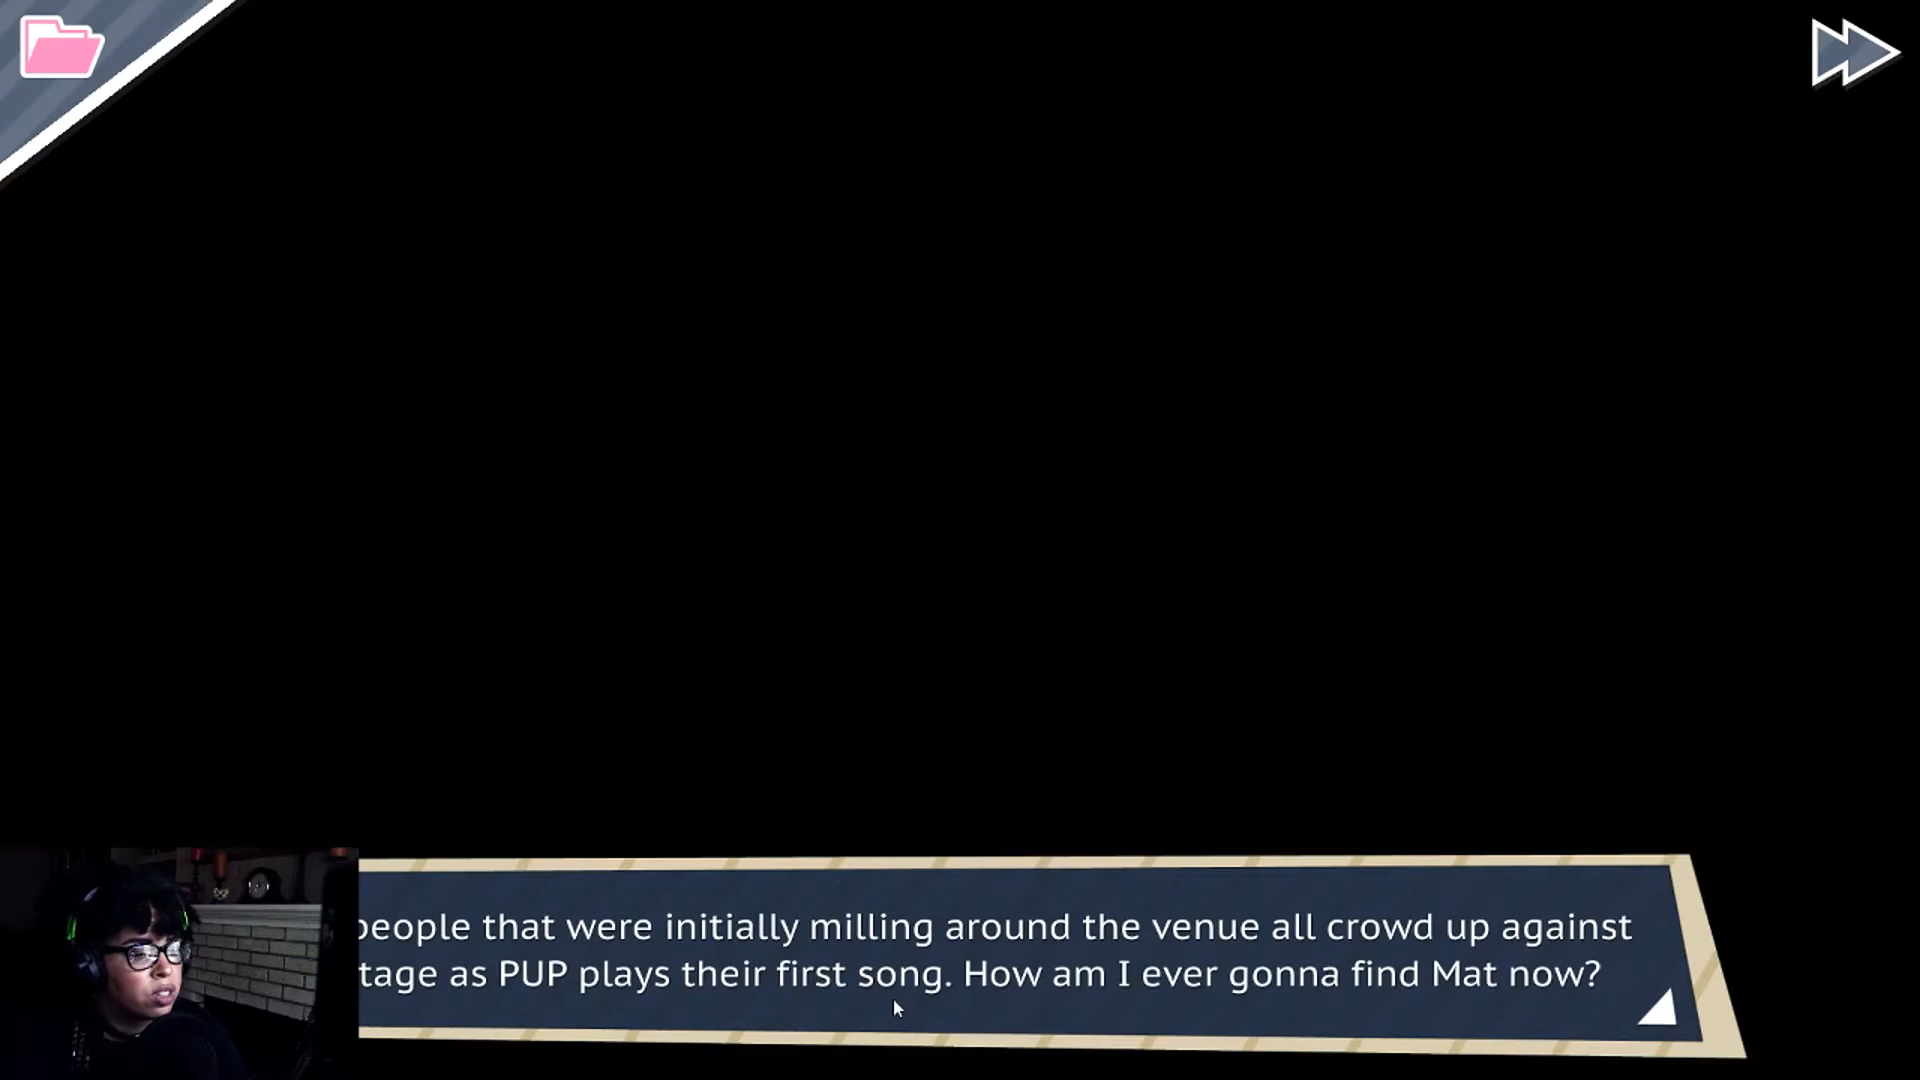 people that were initially milling around the venue all crowd up against
tage as PUP plays their first song. How am I ever gonna find Mat now?